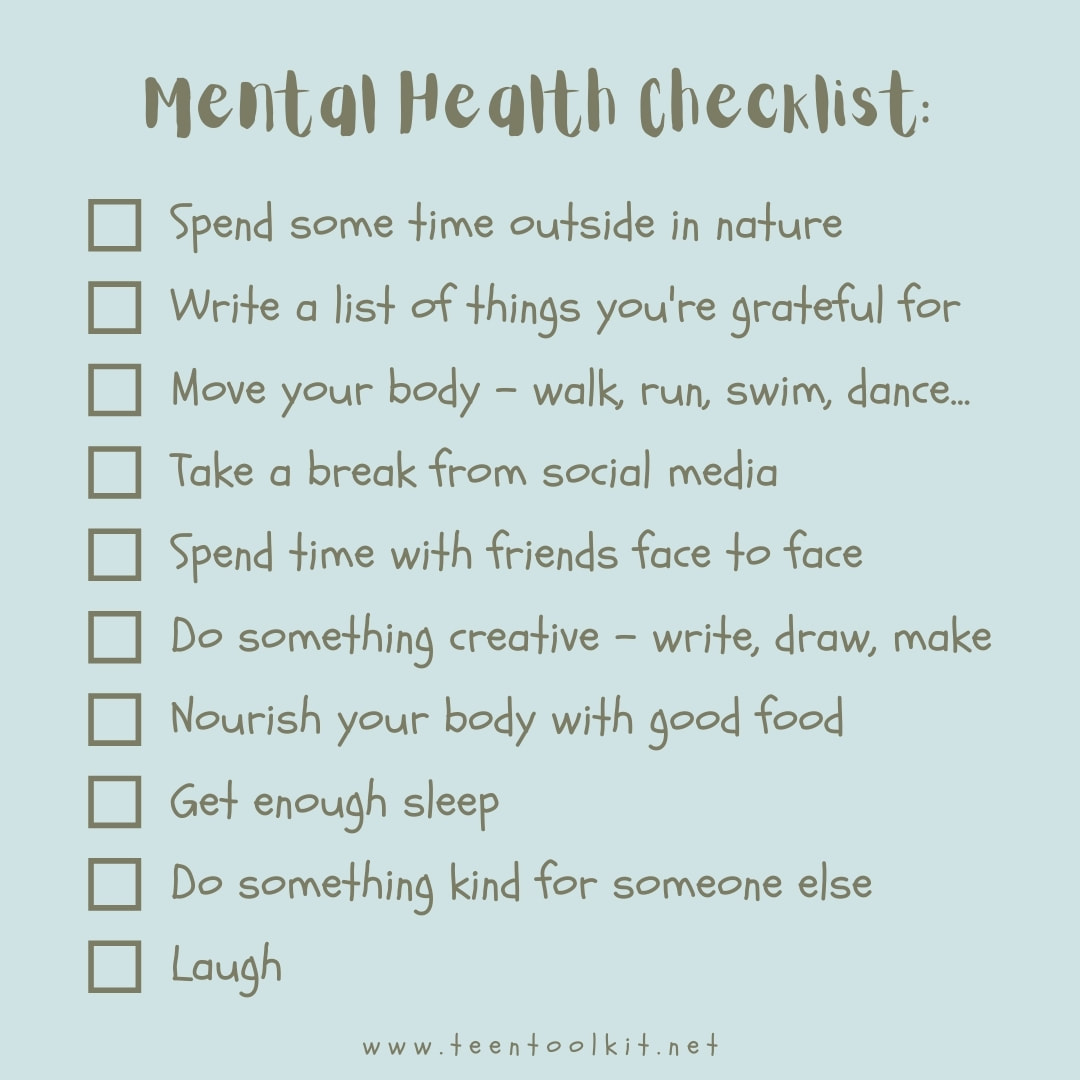 Mental Health Checklist:
Spend some time outside in nature
Write a list of things you're grateful for
Move your body - walk, run, swim, dance...
Take a break from social media
Spend time with friends face to face
Do something creative - write, draw, make
Nourish your body with good food
Get enough sleep
Do something kind for someone else
Laugh
www.teentoolkit.net